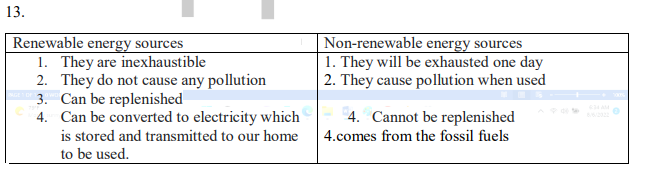 13.
Renewable energy sources
1. They are inexhaustible
2. They do not cause any pollution
3. Can be replenished
4. Can be converted to electricity which
is stored and transmitted to our home
to be used.
Non-renewable energy sources
1. They will be exhausted one day
2. They cause pollution when used
4. Cannot be replenished
4.comes from the fossil fuels